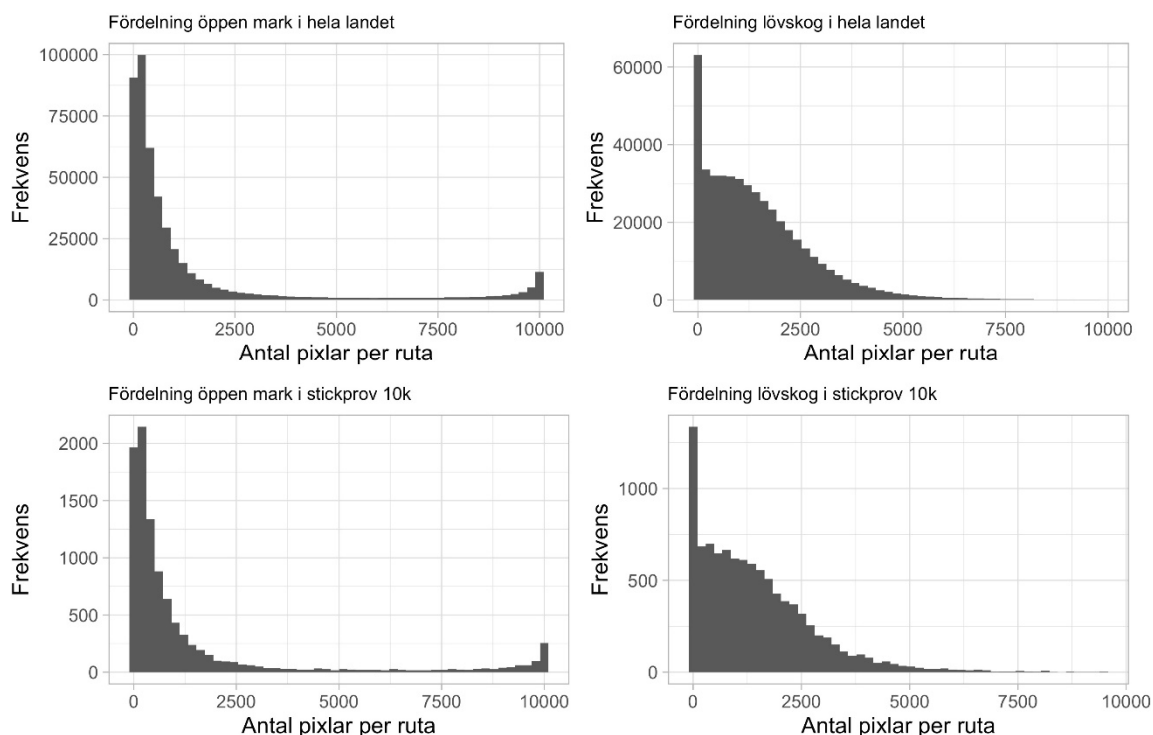 Fördelning öppen mark i hela landet
100000
75000
50000
25000
0
Frekvens
0 2500 5000 7500 10000
Antal pixlar per ruta
Fördelning lövskog i hela landet
60000
40000
20000
0
Frekvens
0 2500 5000 7500 10000
Antal pixlar per ruta
Fördelning öppen mark i stickprov 10k
2000
1500
1000
500
0
Frekvens
0 2500 5000 7500 10000
Antal pixlar per ruta
Fördelning lövskog i stickprov 10k
1000
500
0
Frekvens
0 2500 5000 7500 10000
Antal pixlar per ruta